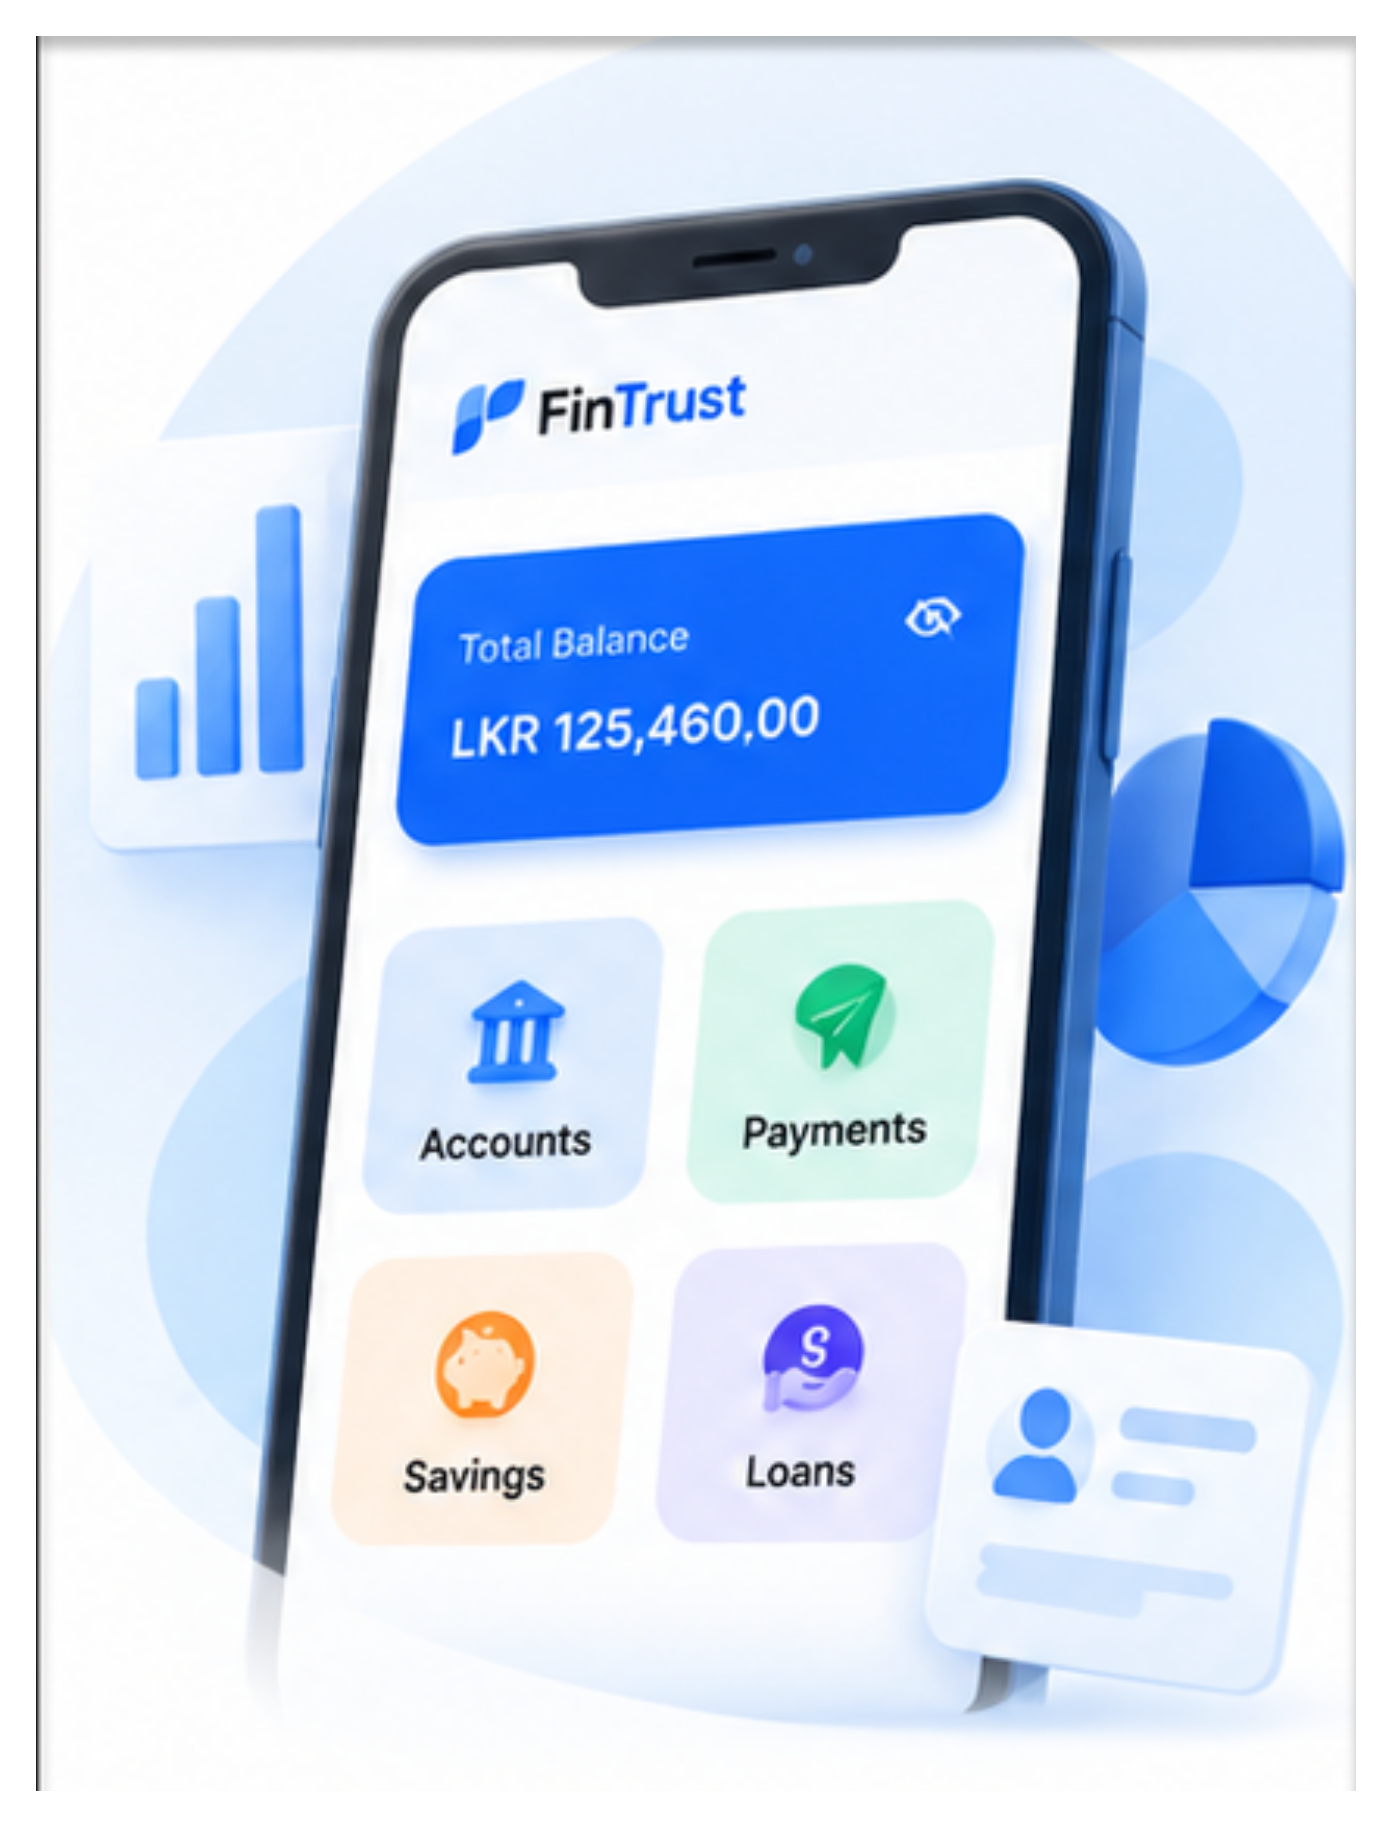 FinTrust
Total Balance
LKR 125,460,00
Accounts
Payments
Savings
Loans